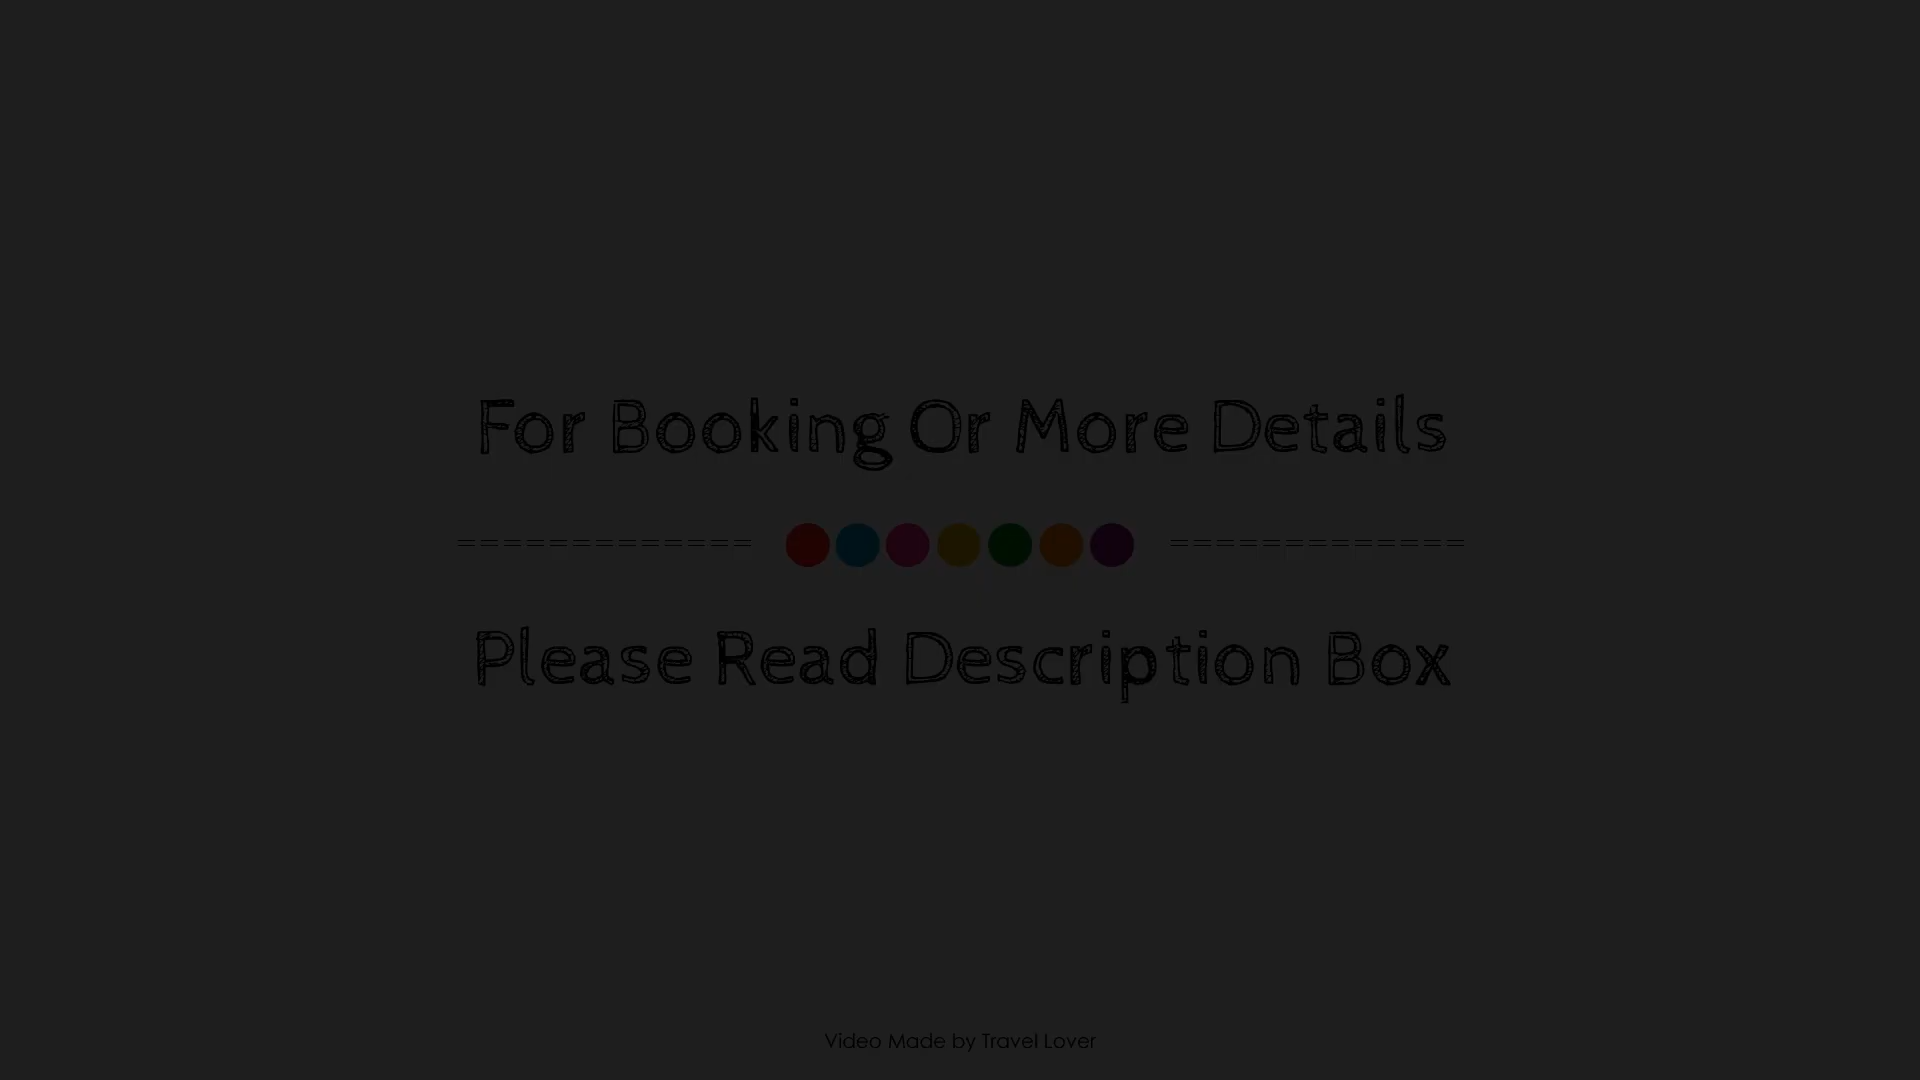 For Booking Or More Details
============= =============
Please Read Description Box
Video Made by Travel Lover